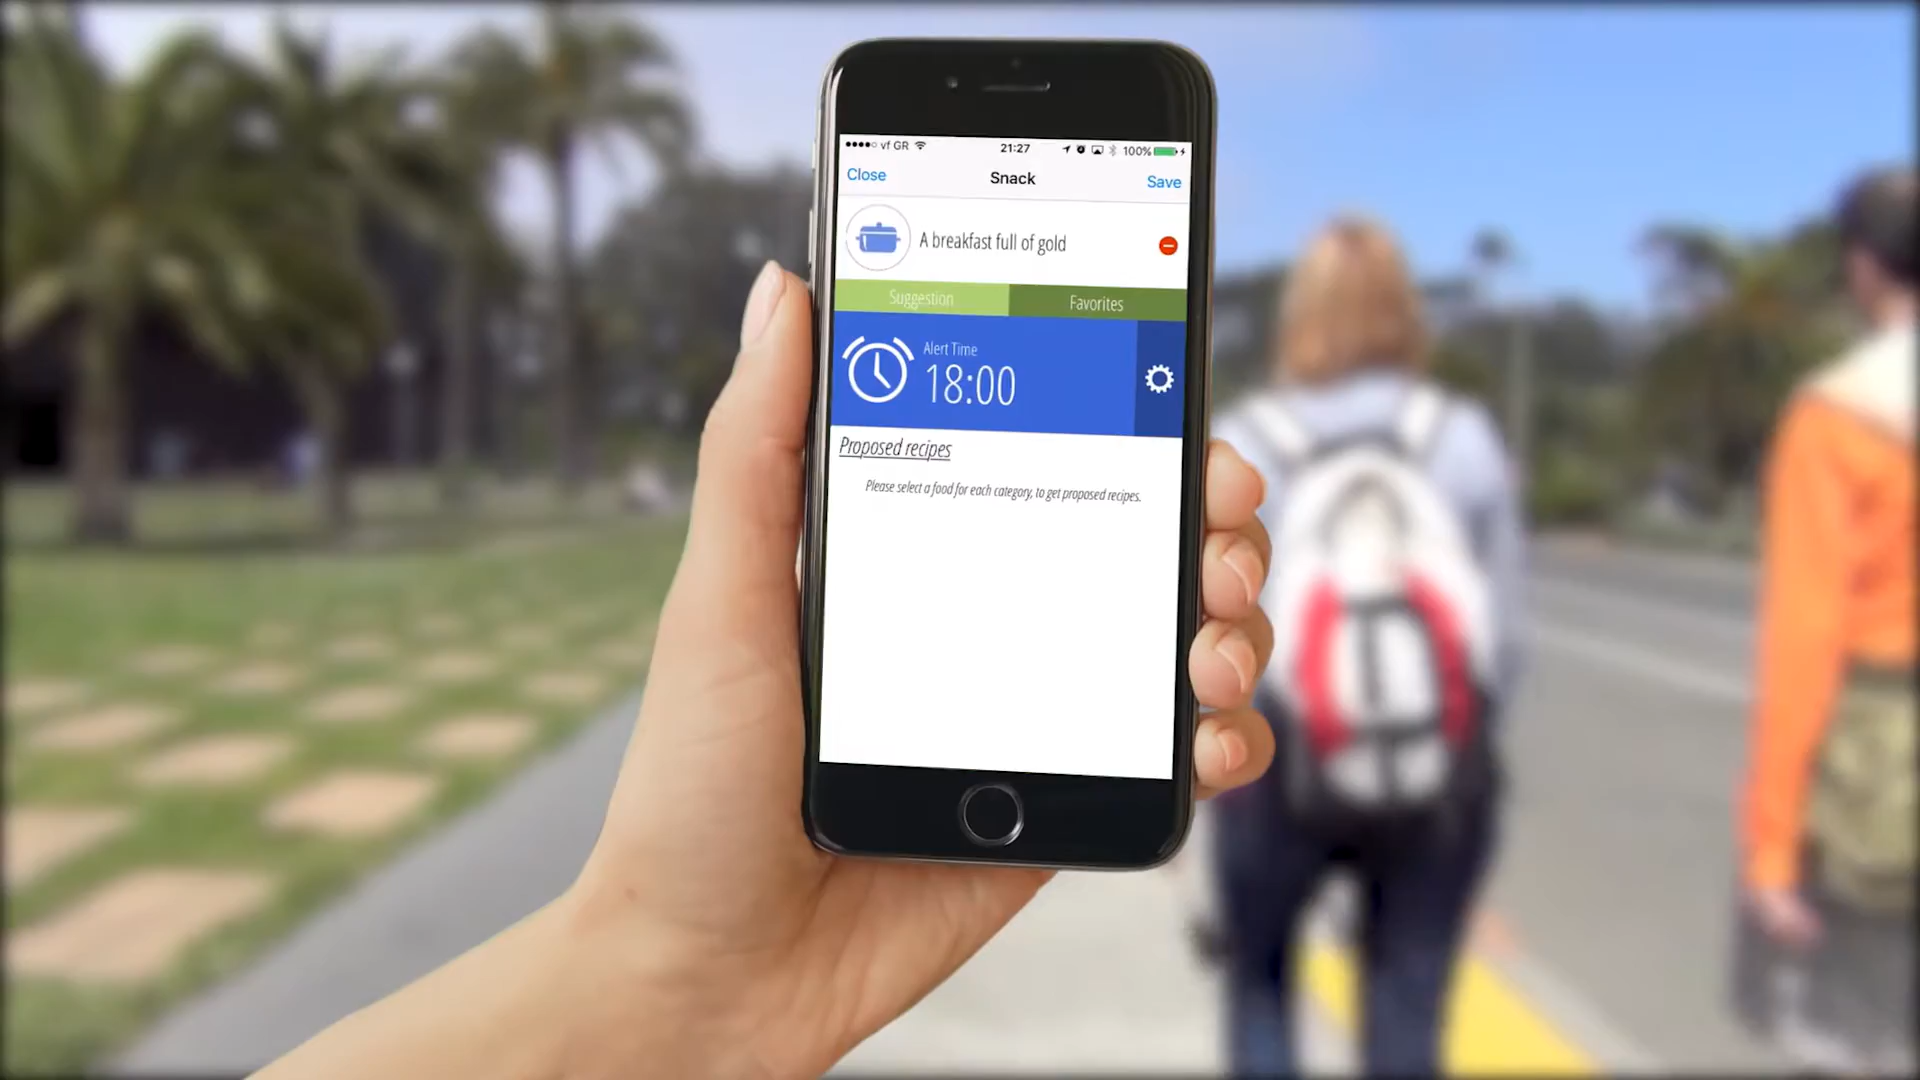 vf GR 21:27 100%
Close Snack Save
A breakfast full of gold
Suggestion Favorites
Alert Time
18:00
Proposed recipes
Please select a food for each category, to get proposed recipes.